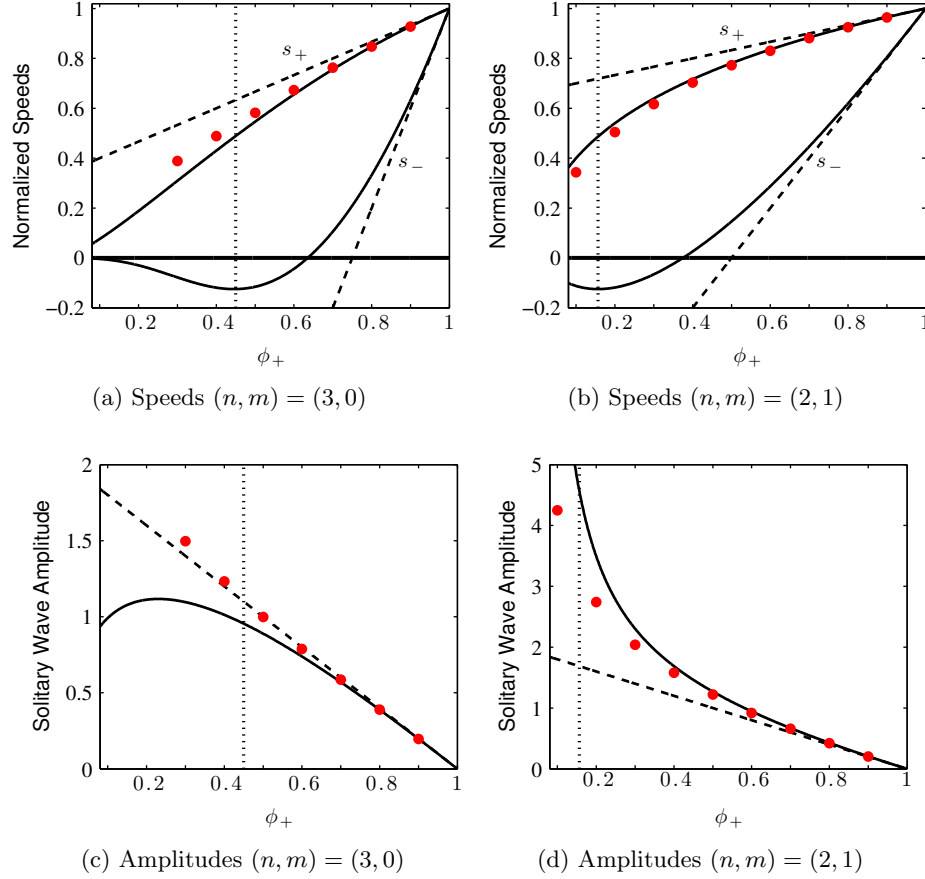 1
0.8
0.6
0.4
0.2
0
−0.2
Normalized Speeds
s₊
s₋
0.2 0.4 0.6 0.8 1
ϕ₊
(a) Speeds (n, m) = (3, 0)
1
0.8
0.6
0.4
0.2
0
−0.2
Normalized Speeds
s₊
s₋
0.2 0.4 0.6 0.8 1
ϕ₊
(b) Speeds (n, m) = (2, 1)
2
1.5
1
0.5
0
Solitary Wave Amplitude
0.2 0.4 0.6 0.8 1
ϕ₊
(c) Amplitudes (n, m) = (3, 0)
5
4
3
2
1
0
Solitary Wave Amplitude
0.2 0.4 0.6 0.8 1
ϕ₊
(d) Amplitudes (n, m) = (2, 1)